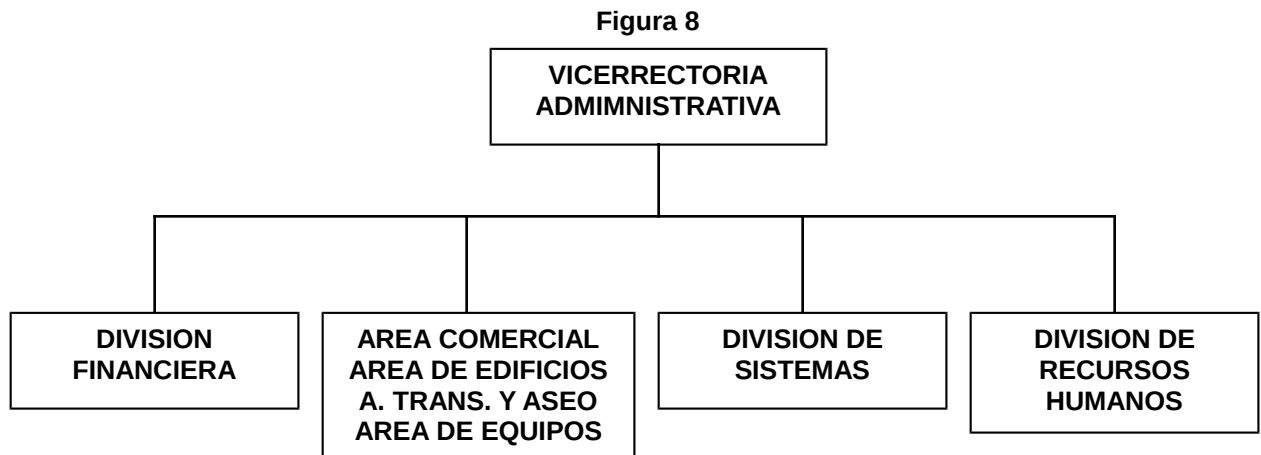 Figura 8
VICERRECTORIA
ADMIMNISTRATIVA
DIVISION
FINANCIERA
AREA COMERCIAL
AREA DE EDIFICIOS
A. TRANS. Y ASEO
AREA DE EQUIPOS
DIVISION DE
SISTEMAS
DIVISION DE
RECURSOS
HUMANOS